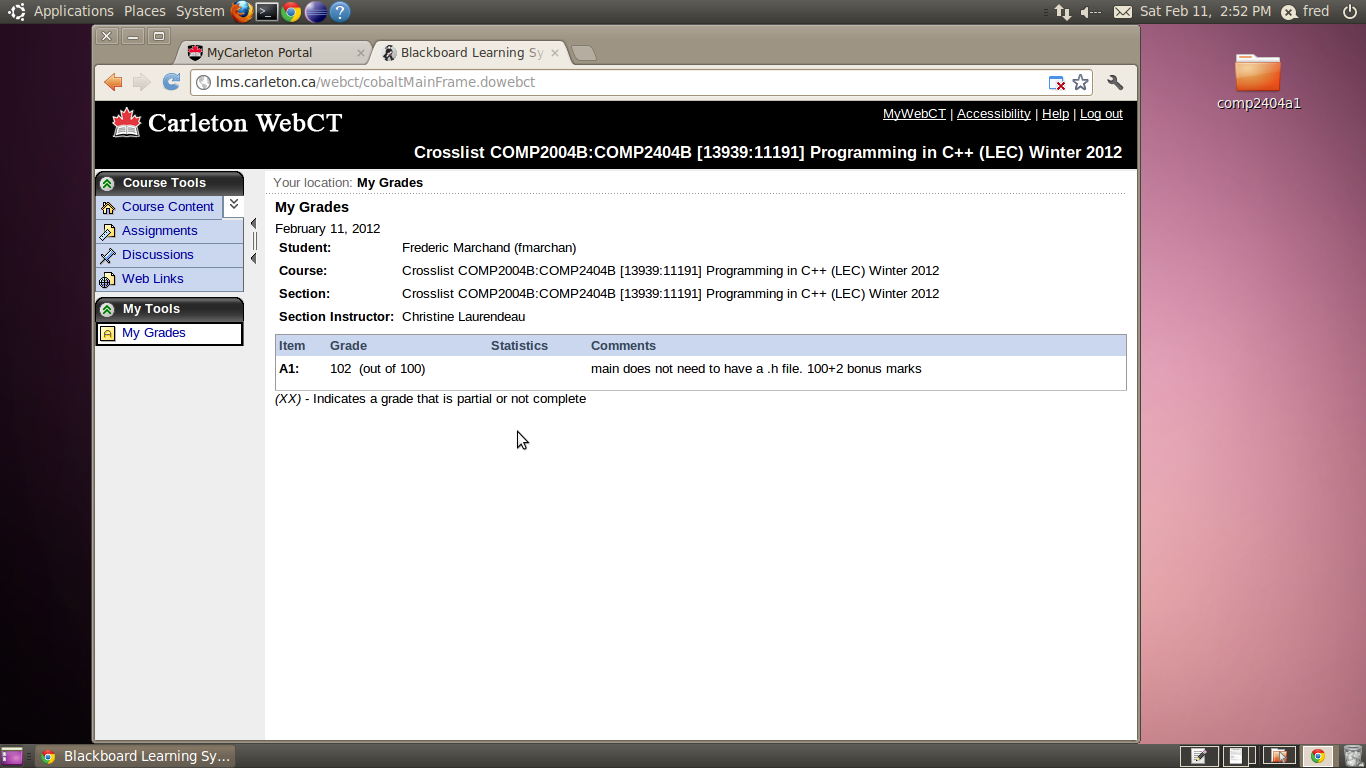 Applications Places System Sat Feb 11, 2:52 PM fred
MyCarleton Portal
Blackboard Learning Sy
comp2404a1
lms.carleton.ca/webct/cobaltMainFrame.dowebct
Carleton WebCT
MyWebCT | Accessibility | Help | Log out
Crosslist COMP2004B:COMP2404B [13939:11191] Programming in C++ (LEC) Winter 2012
Course Tools
Course Content
Assignments
Discussions
Web Links
My Tools
My Grades
Your location: My Grades
My Grades
February 11, 2012
Student: Frederic Marchand (fmarchan)
Course: Crosslist COMP2004B:COMP2404B [13939:11191] Programming in C++ (LEC) Winter 2012
Section: Crosslist COMP2004B:COMP2404B [13939:11191] Programming in C++ (LEC) Winter 2012
Section Instructor: Christine Laurendeau
Item Grade Statistics Comments
A1: 102 (out of 100) main does not need to have a .h file. 100+2 bonus marks
(XX) - Indicates a grade that is partial or not complete
Blackboard Learning Sy...